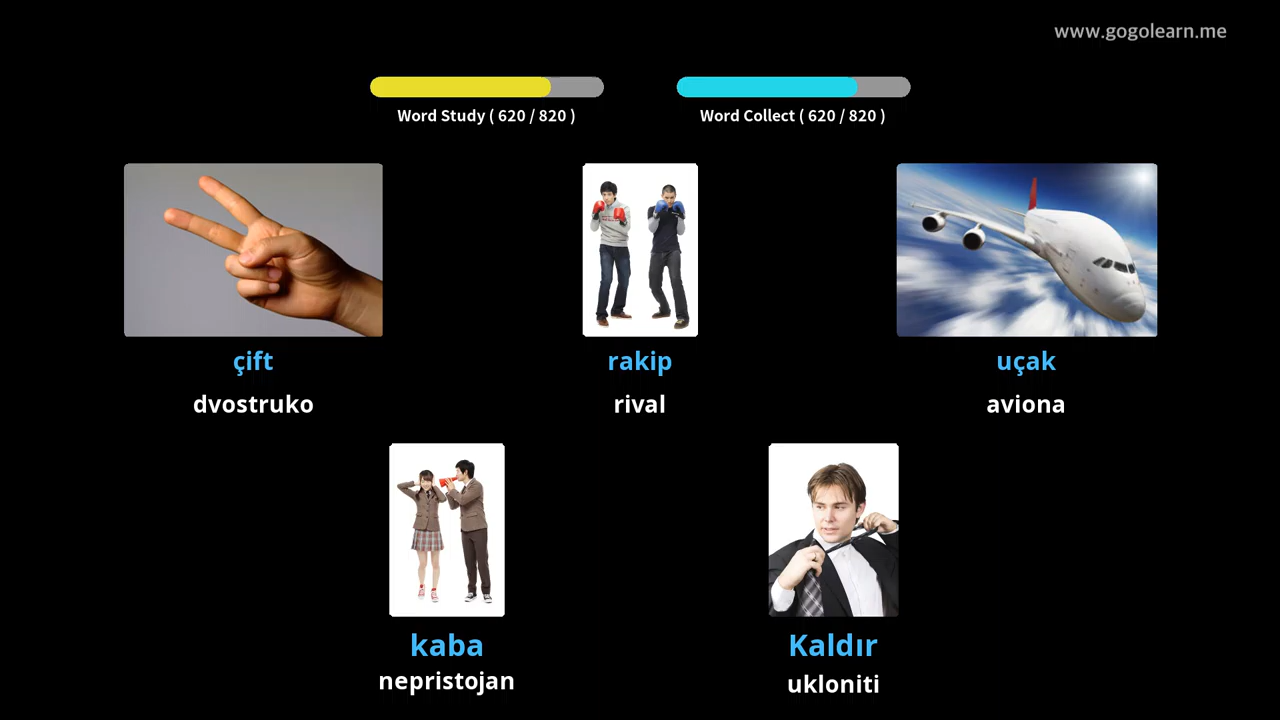 www.gogolearn.me
Word Study ( 620 / 820 )
Word Collect ( 620 / 820 )
çift
rakip
uçak
dvostruko
rival
aviona
kaba
Kaldır
nepristojan
ukloniti